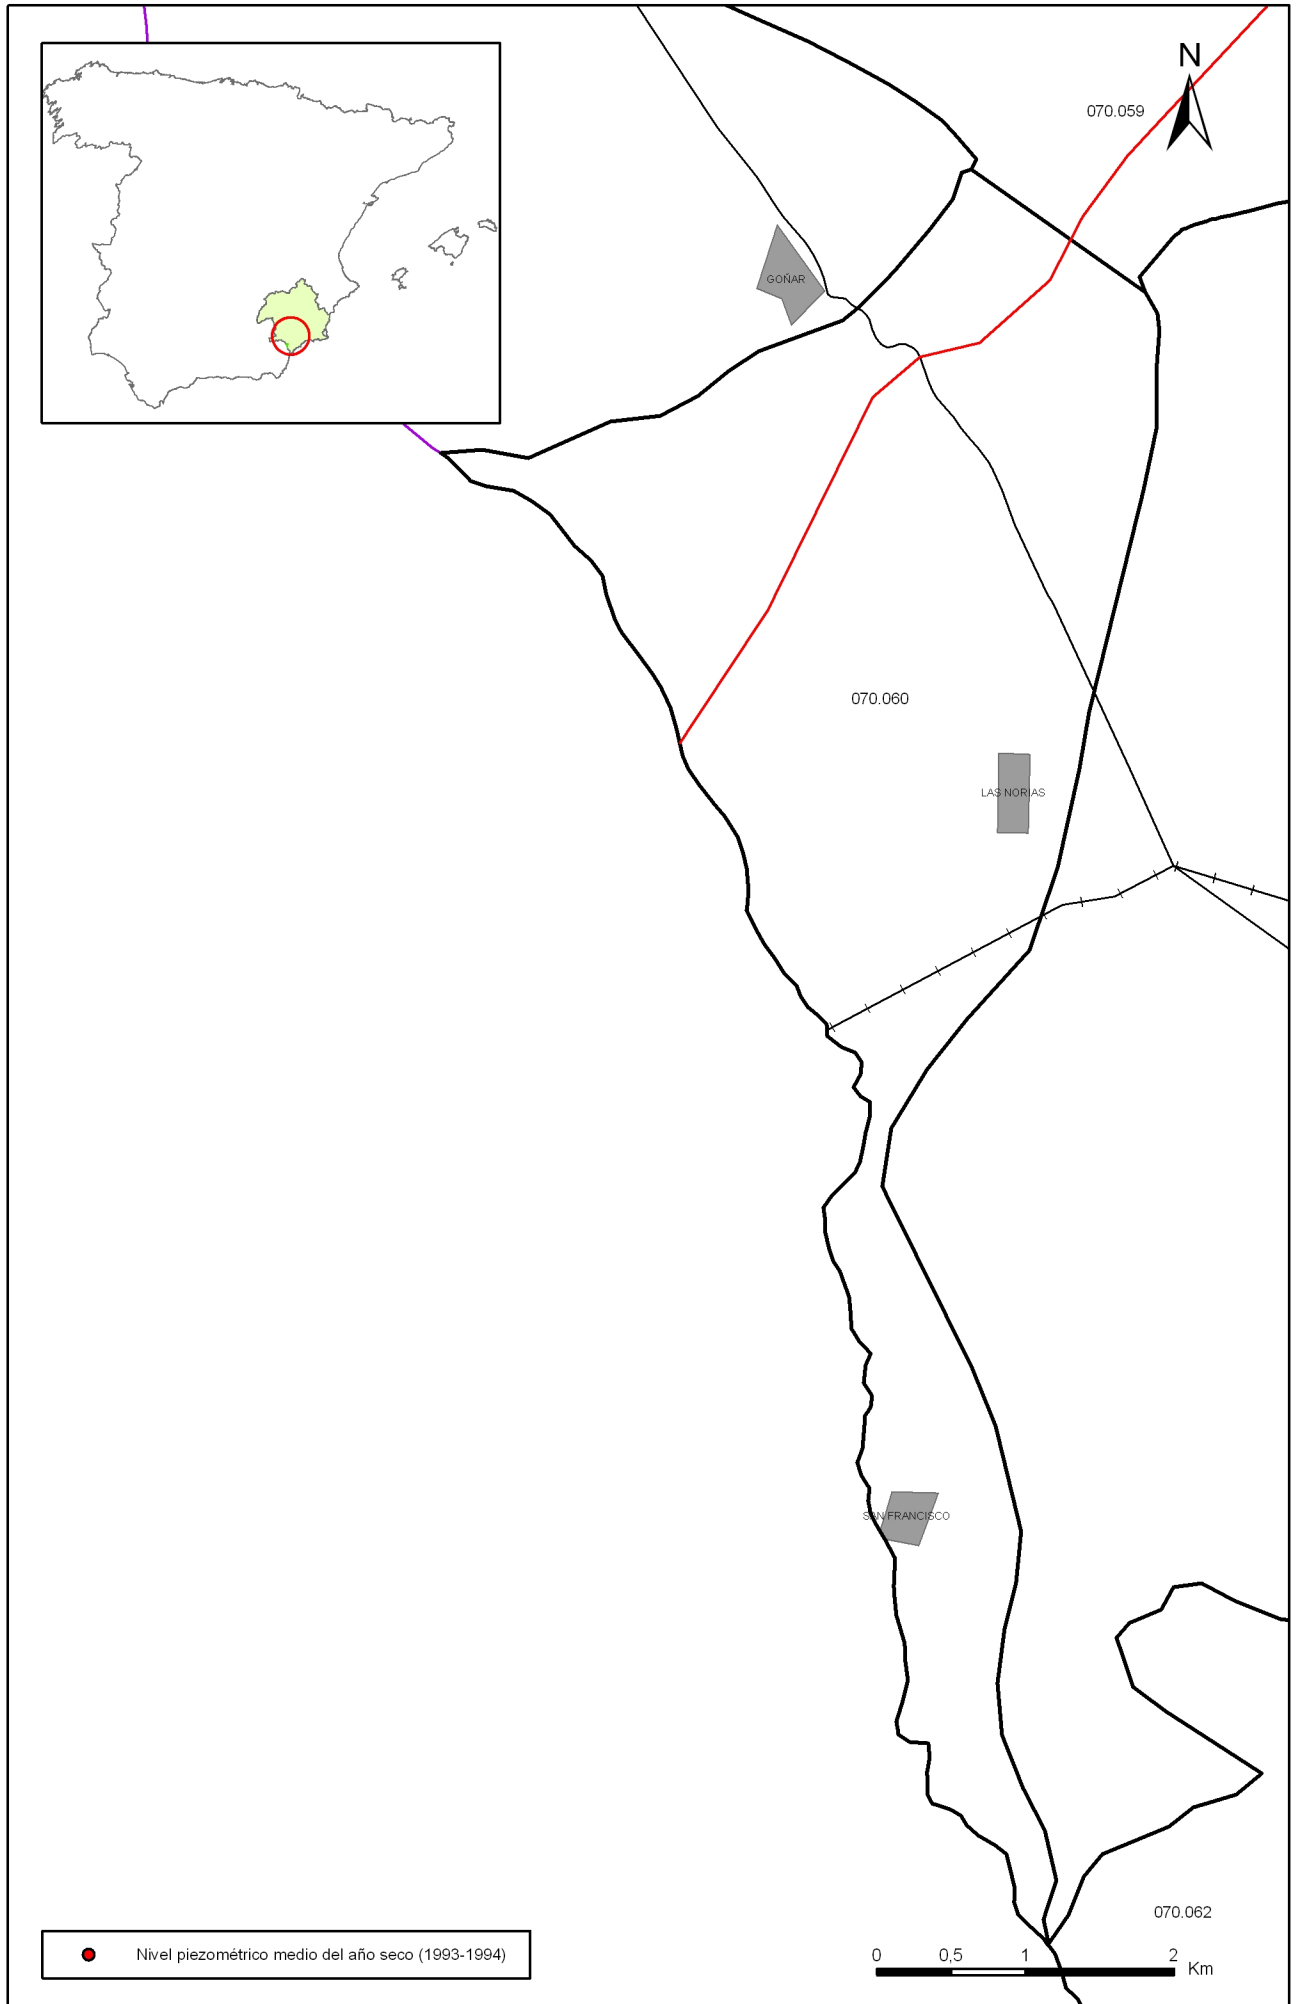 N
070.059
GOÑAR
070.060
LAS NORIAS
SAN FRANCISCO
070.062
Nivel piezométrico medio del año seco (1993-1994)
0 0,5 1 2
Km